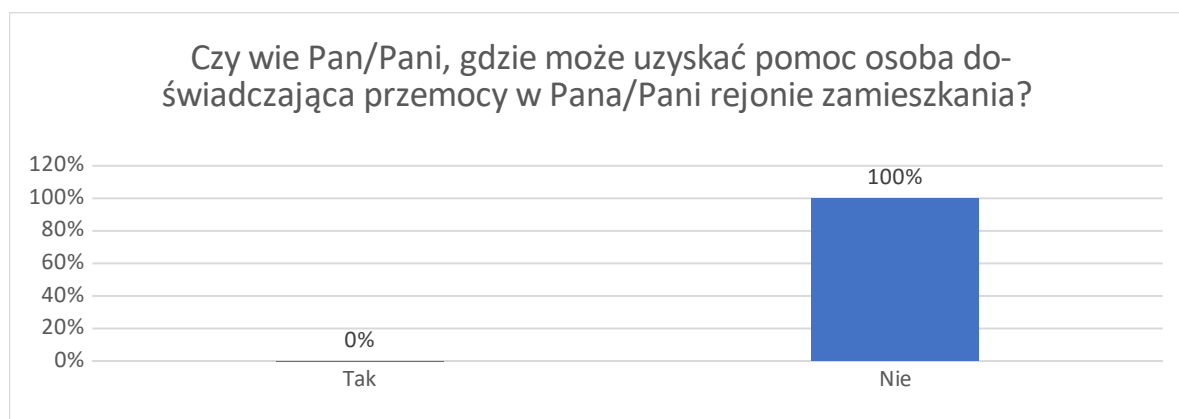 Czy wie Pan/Pani, gdzie może uzyskać pomoc osoba do-
świadczająca przemocy w Pana/Pani rejonie zamieszkania?
120%
100%
100%
80%
60%
40%
20%
0%
0%
Tak
Nie